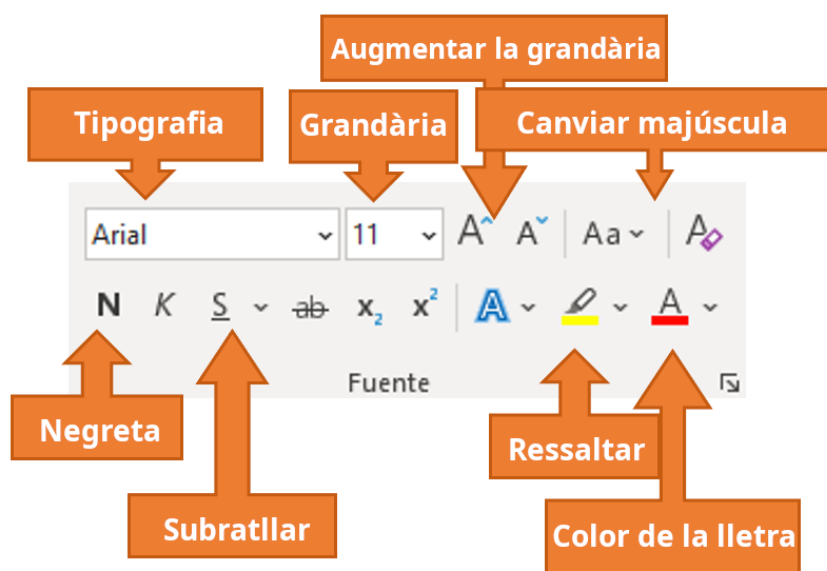 Augmentar la grandària
Tipografia
Grandària
Canviar majúscula
Arial
11
A
A
Aa
A
N K S ab x₂ x² A A
Fuente
Negreta
Ressaltar
Subratllar
Color de la lletra